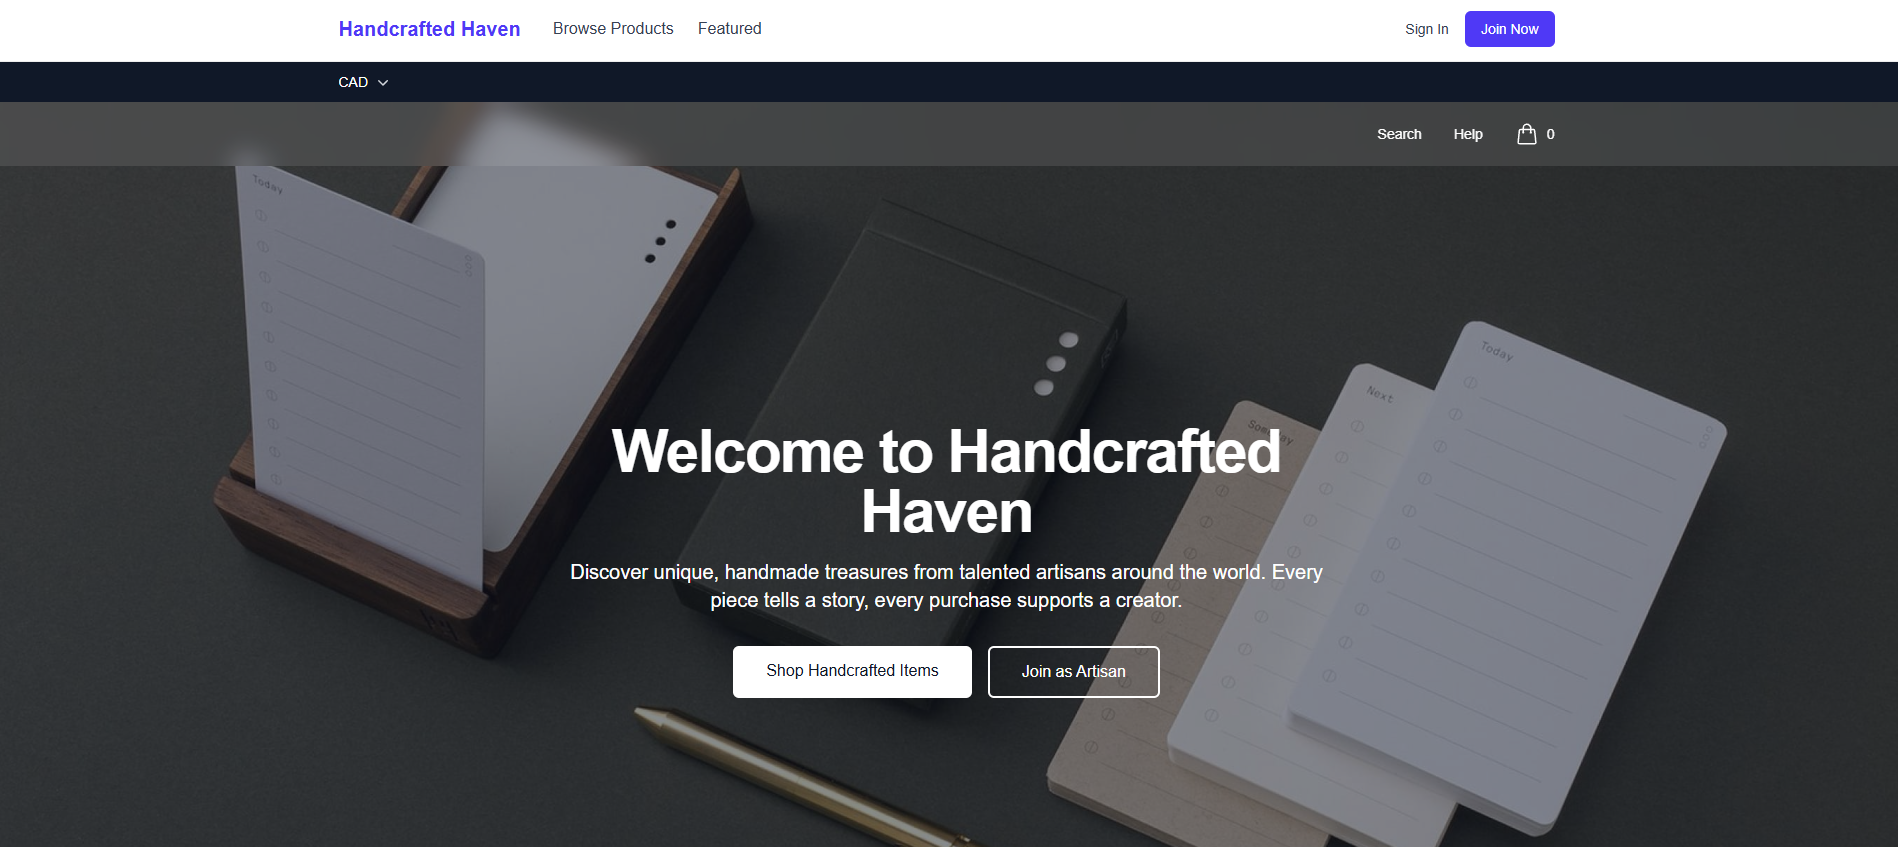 Handcrafted Haven
Browse Products
Featured
Sign In
Join Now
CAD
Search
Help
0
Today
Today
Next
Someday
Welcome to Handcrafted
Haven
Discover unique, handmade treasures from talented artisans around the world. Every
piece tells a story, every purchase supports a creator.
Shop Handcrafted Items
Join as Artisan